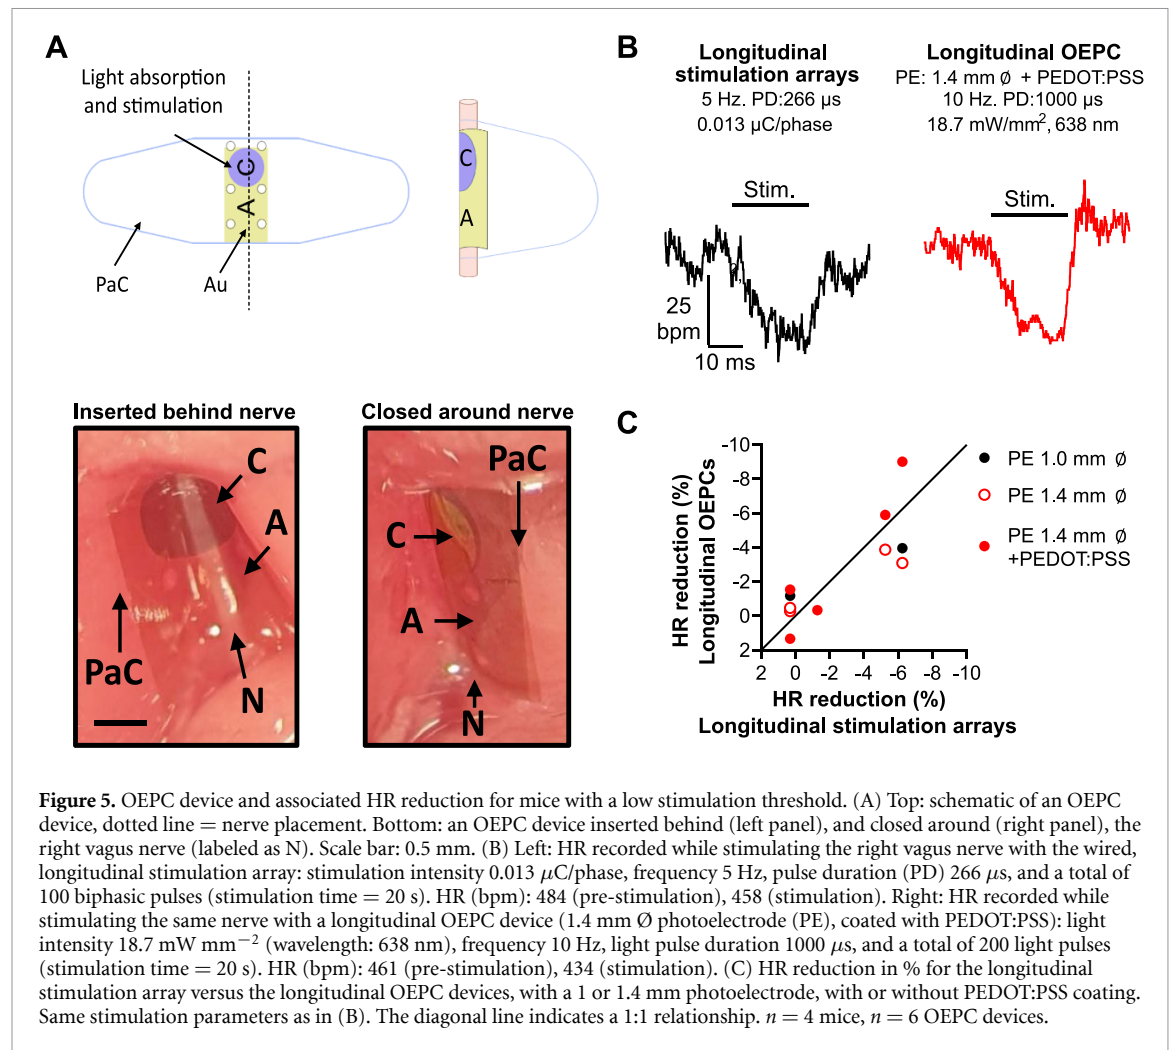 A
Light absorption
and stimulation
C
A
PaC
Au
C
A
Inserted behind nerve
C
A
PaC
N
Closed around nerve
PaC
C
A
N
B
Longitudinal
stimulation arrays
5 Hz. PD:266 µs
0.013 µC/phase
Longitudinal OEPC
PE: 1.4 mm Ø + PEDOT:PSS
10 Hz. PD:1000 µs
18.7 mW/mm², 638 nm
Stim.
Stim.
25
bpm
10 ms
C
-10
-8
-6
-4
-2
0
2
HR reduction (%)
Longitudinal OEPCs
2 0 -2 -4 -6 -8 -10
HR reduction (%)
Longitudinal stimulation arrays
PE 1.0 mm Ø
PE 1.4 mm Ø
PE 1.4 mm Ø
+PEDOT:PSS
Figure 5. OEPC device and associated HR reduction for mice with a low stimulation threshold. (A) Top: schematic of an OEPC
device, dotted line = nerve placement. Bottom: an OEPC device inserted behind (left panel), and closed around (right panel), the
right vagus nerve (labeled as N). Scale bar: 0.5 mm. (B) Left: HR recorded while stimulating the right vagus nerve with the wired,
longitudinal stimulation array: stimulation intensity 0.013 µC/phase, frequency 5 Hz, pulse duration (PD) 266 µs, and a total of
100 biphasic pulses (stimulation time = 20 s). HR (bpm): 484 (pre-stimulation), 458 (stimulation). Right: HR recorded while
stimulating the same nerve with a longitudinal OEPC device (1.4 mm Ø photoelectrode (PE), coated with PEDOT:PSS): light
intensity 18.7 mW mm⁻² (wavelength: 638 nm), frequency 10 Hz, light pulse duration 1000 µs, and a total of 200 light pulses
(stimulation time = 20 s). HR (bpm): 461 (pre-stimulation), 434 (stimulation). (C) HR reduction in % for the longitudinal
stimulation array versus the longitudinal OEPC devices, with a 1 or 1.4 mm photoelectrode, with or without PEDOT:PSS coating.
Same stimulation parameters as in (B). The diagonal line indicates a 1:1 relationship. n = 4 mice, n = 6 OEPC devices.